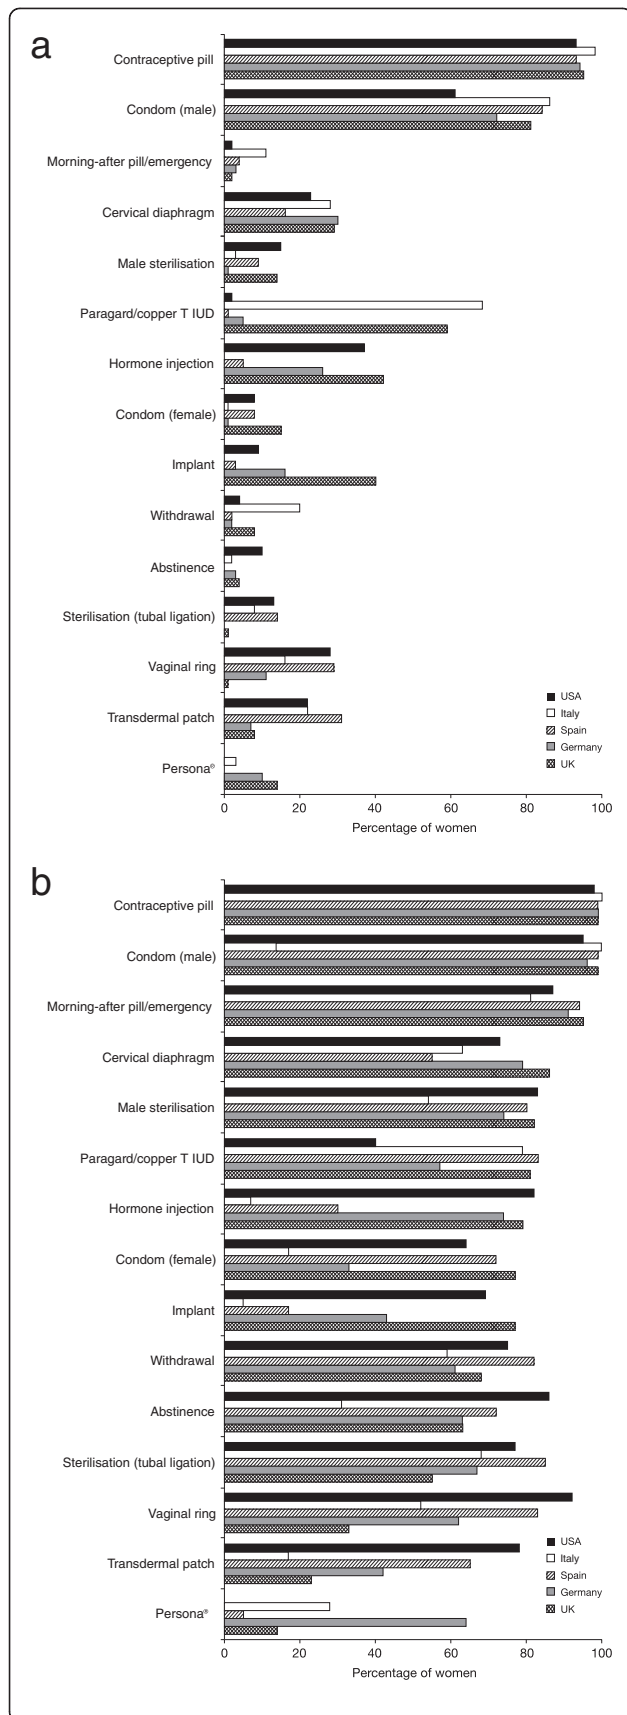 a
Contraceptive pill
Condom (male)
Morning-after pill/emergency
Cervical diaphragm
Male sterilisation
Paragard/copper T IUD
Hormone injection
Condom (female)
Implant
Withdrawal
Abstinence
Sterilisation (tubal ligation)
Vaginal ring
Transdermal patch
Persona®
USA
Italy
Spain
Germany
UK
0 20 40 60 80 100
Percentage of women
b
Contraceptive pill
Condom (male)
Morning-after pill/emergency
Cervical diaphragm
Male sterilisation
Paragard/copper T IUD
Hormone injection
Condom (female)
Implant
Withdrawal
Abstinence
Sterilisation (tubal ligation)
Vaginal ring
Transdermal patch
Persona®
USA
Italy
Spain
Germany
UK
0 20 40 60 80 100
Percentage of women